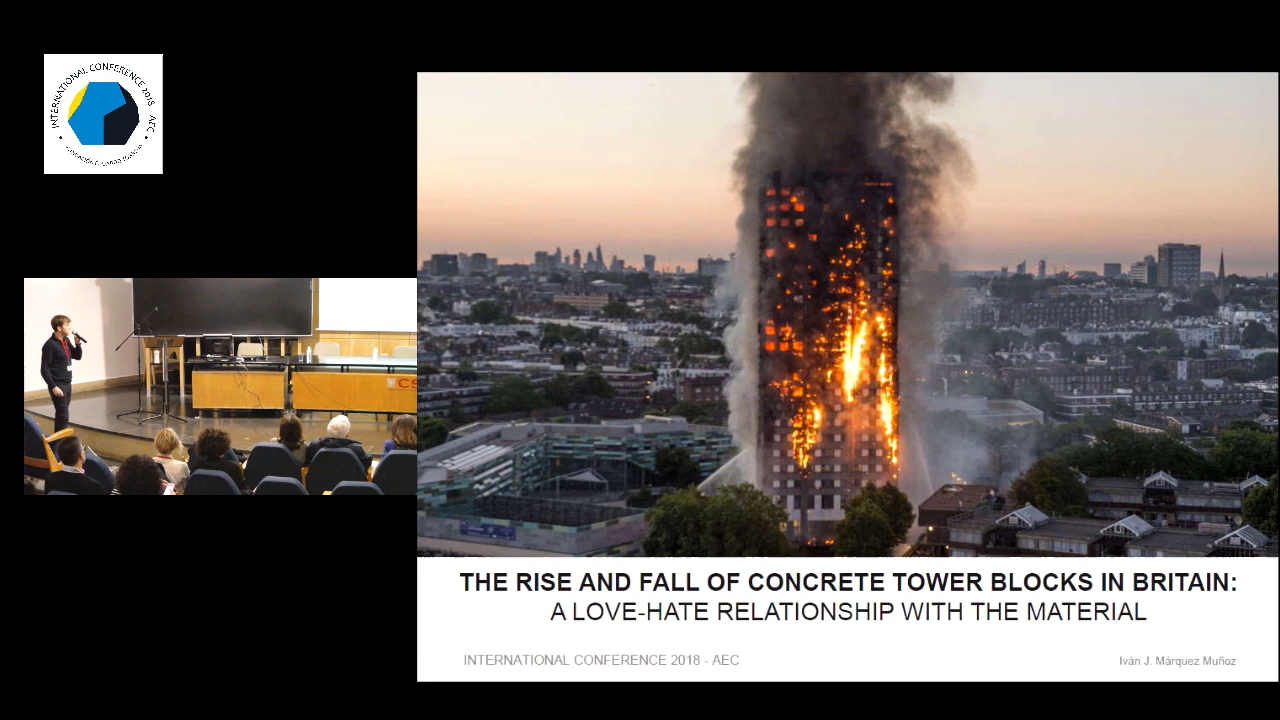 INTERNATIONAL CONFERENCE 2018 - AEC
THE RISE AND FALL OF CONCRETE TOWER BLOCKS IN BRITAIN:
A LOVE-HATE RELATIONSHIP WITH THE MATERIAL
INTERNATIONAL CONFERENCE 2018 - AEC
Iván J. Márquez Muñoz